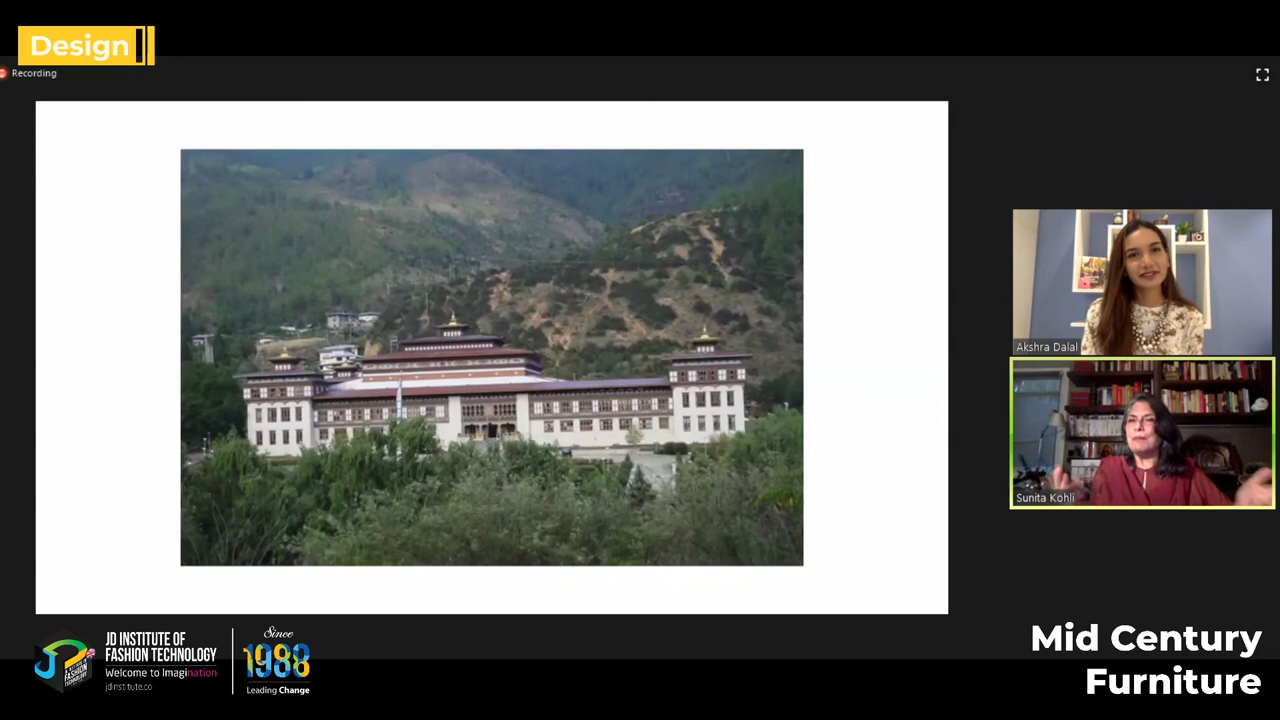 Design
Recording
Akshra Dalal
Sunita Kohli
JD INSTITUTE OF
FASHION TECHNOLOGY
Welcome to Imagination
jdinstitute.co
Since
1988
Leading Change
Mid Century
Furniture